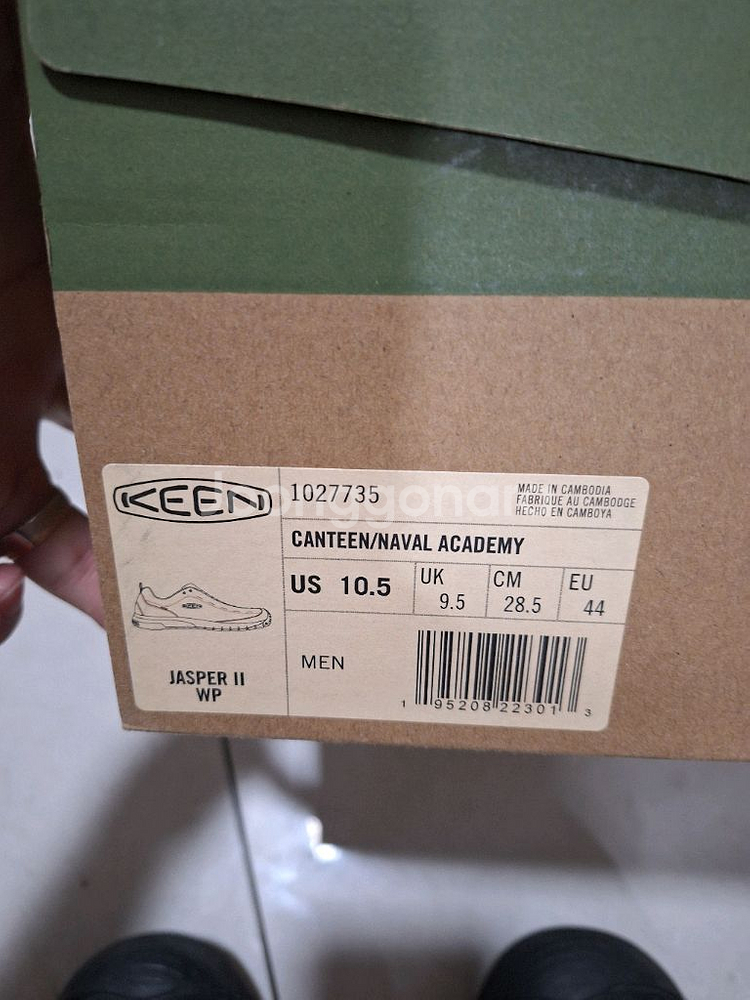 KEEN
1027735
MADE IN CAMBODIA
FABRIQUE AU CAMBODGE
HECHO EN CAMBOYA
CANTEEN/NAVAL ACADEMY
US 10.5
UK
9.5
CM
28.5
EU
44
KEEN
JASPER II
WP
MEN
1 95208 22301 3